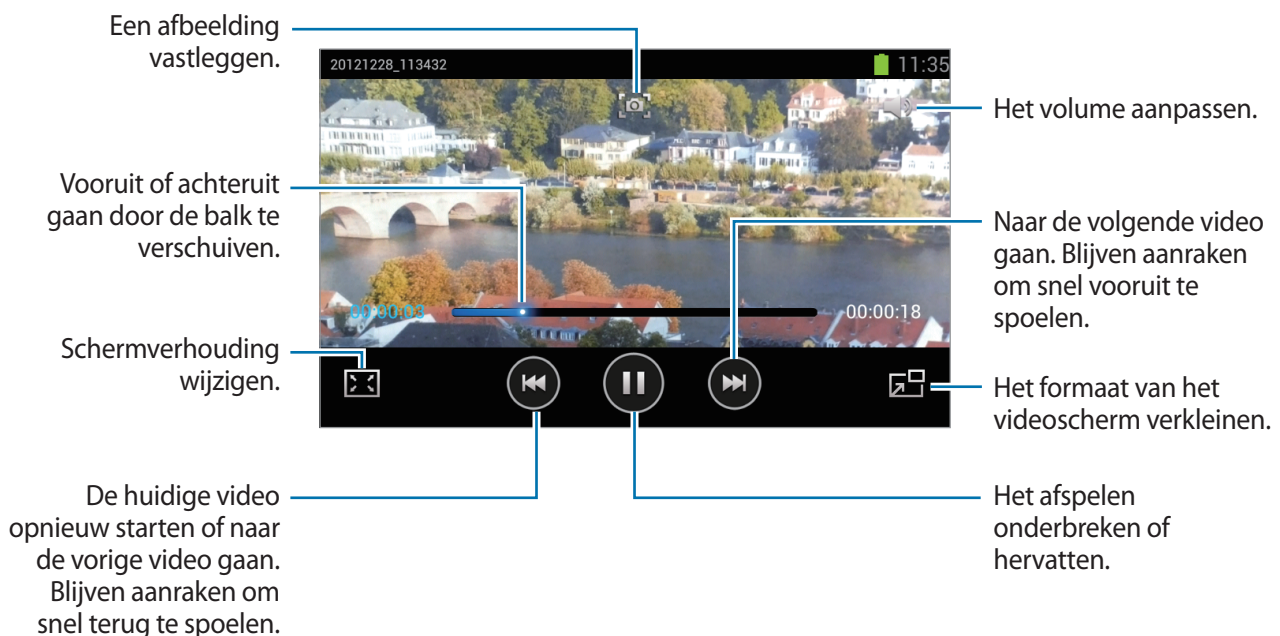 Een afbeelding
vastleggen.
20121228_113432
11:35
Het volume aanpassen.
Vooruit of achteruit
gaan door de balk te
verschuiven.
Naar de volgende video
gaan. Blijven aanraken
om snel vooruit te
spoelen.
00:00:03
00:00:18
Schermverhouding
wijzigen.
Het formaat van het
videoscherm verkleinen.
De huidige video
opnieuw starten of naar
de vorige video gaan.
Blijven aanraken om
snel terug te spoelen.
Het afspelen
onderbreken of
hervatten.